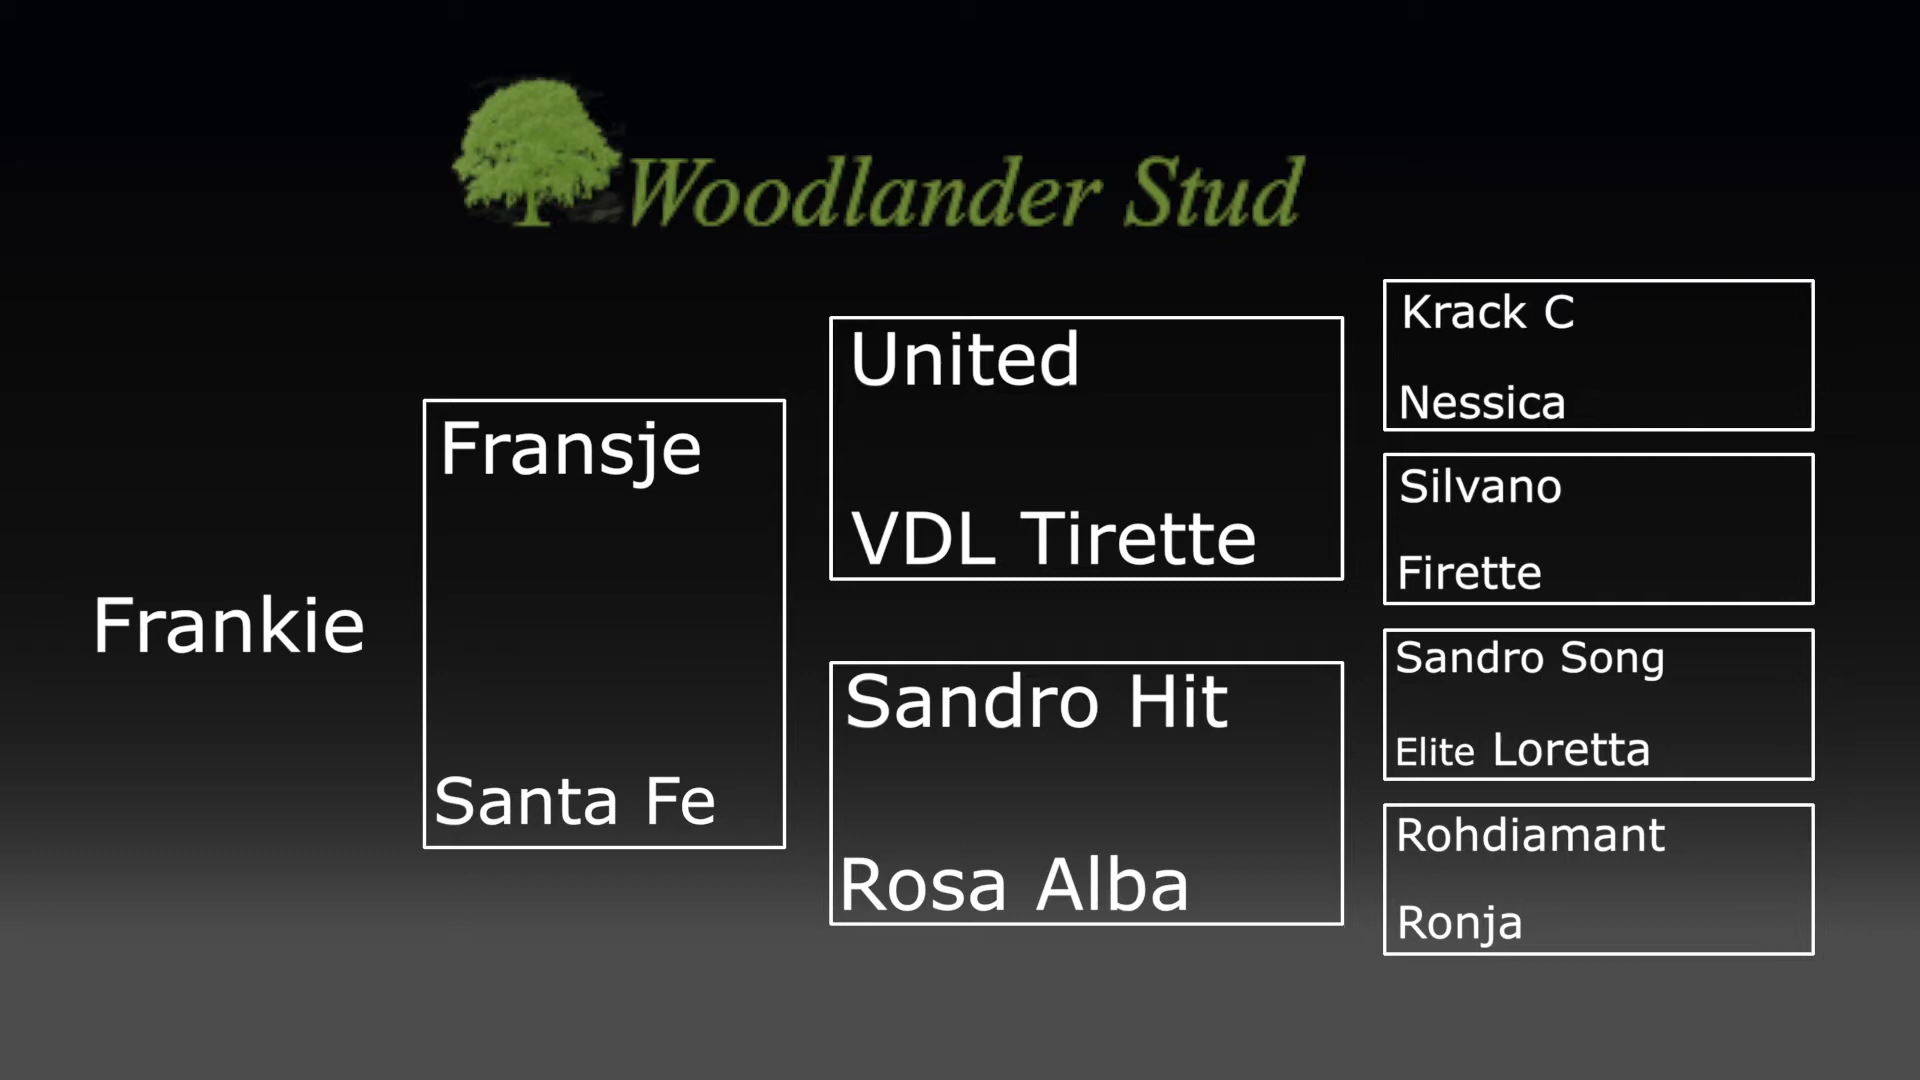 Woodlander Stud
Frankie
Fransje
Santa Fe
United
VDL Tirette
Sandro Hit
Rosa Alba
Krack C
Nessica
Silvano
Firette
Sandro Song
Elite Loretta
Rohdiamant
Ronja